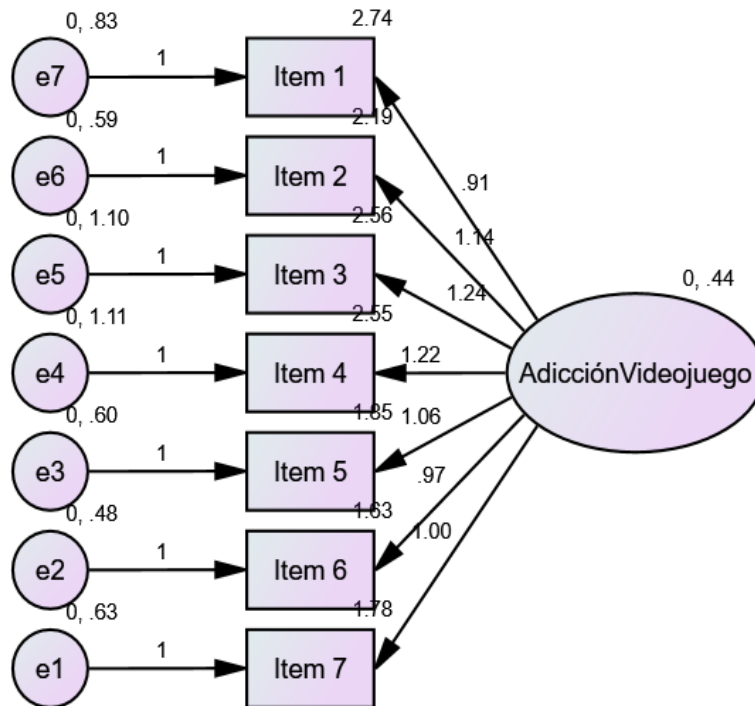 2.74
0, .83
e7 1 Item 1
2.19
0, .59
.91
e6 1 Item 2
2.56
0, 1.10
1.14
e5 1 Item 3
0, .44
1.24
2.55
0, 1.11
1.22
e4 1 Item 4
AdicciónVideojuego
1.85
0, .60
1.06
e3 1 Item 5
.97
1.63
0, .48
1.00
e2 1 Item 6
1.78
0, .63
e1 1 Item 7